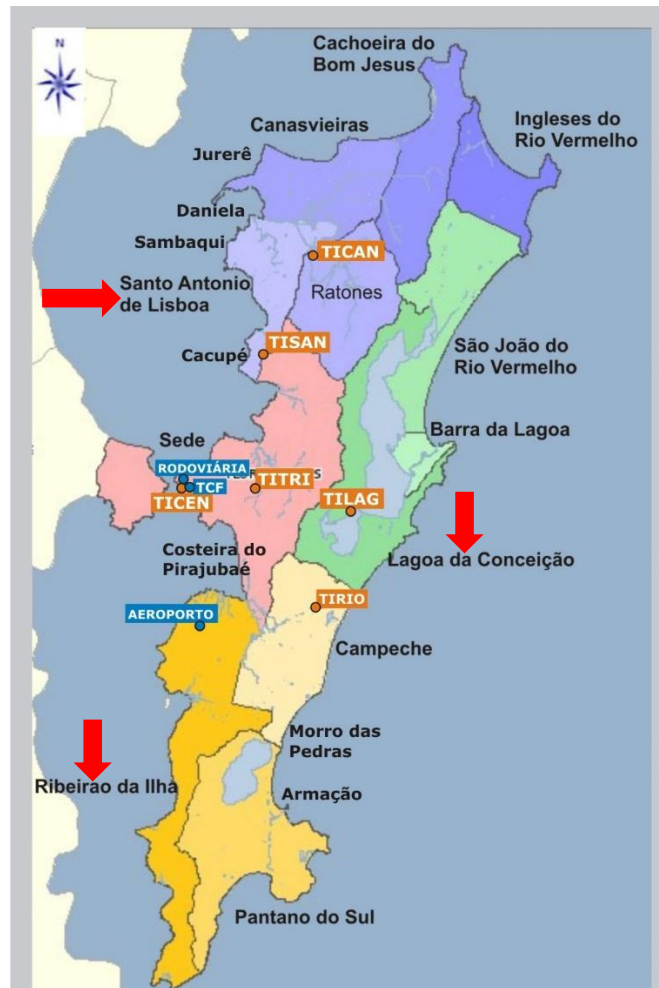 N
Cachoeira do
Bom Jesus
Ingleses do
Rio Vermelho
Canasvieiras
Jurerê
Daniela
Sambaqui
TICAN
Santo Antonio
de Lisboa
Ratones
TISAN
Cacupé
São João do
Rio Vermelho
Barra da Lagoa
Sede
RODOVIÁRIA
TCF
TICEN
TITRI
TILAG
Costeira do
Pirajubaé
Lagoa da Conceição
TIRIO
AEROPORTO
Campeche
Morro das
Pedras
Ribeirao da Ilha
Armação
Pantano do Sul